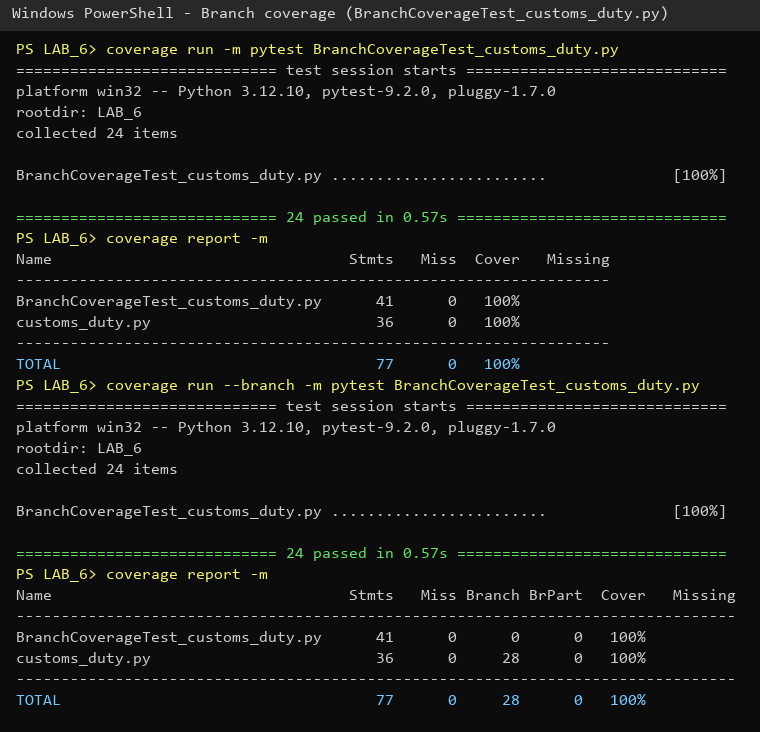 Windows PowerShell - Branch coverage (BranchCoverageTest_customs_duty.py)
PS LAB_6> coverage run -m pytest BranchCoverageTest_customs_duty.py
============================= test session starts =============================
platform win32 -- Python 3.12.10, pytest-9.2.0, pluggy-1.7.0
rootdir: LAB_6
collected 24 items
BranchCoverageTest_customs_duty.py ........................              [100%]
============================= 24 passed in 0.57s ==============================
PS LAB_6> coverage report -m
Name                                 Stmts   Miss  Cover   Missing
------------------------------------------------------------------
BranchCoverageTest_customs_duty.py      41      0   100%
customs_duty.py                         36      0   100%
------------------------------------------------------------------
TOTAL                                   77      0   100%
PS LAB_6> coverage run --branch -m pytest BranchCoverageTest_customs_duty.py
============================= test session starts =============================
platform win32 -- Python 3.12.10, pytest-9.2.0, pluggy-1.7.0
rootdir: LAB_6
collected 24 items
BranchCoverageTest_customs_duty.py ........................              [100%]
============================= 24 passed in 0.57s ==============================
PS LAB_6> coverage report -m
Name                                 Stmts   Miss Branch BrPart  Cover   Missing
--------------------------------------------------------------------------------
BranchCoverageTest_customs_duty.py      41      0      0      0   100%
customs_duty.py                         36      0     28      0   100%
--------------------------------------------------------------------------------
TOTAL                                   77      0     28      0   100%